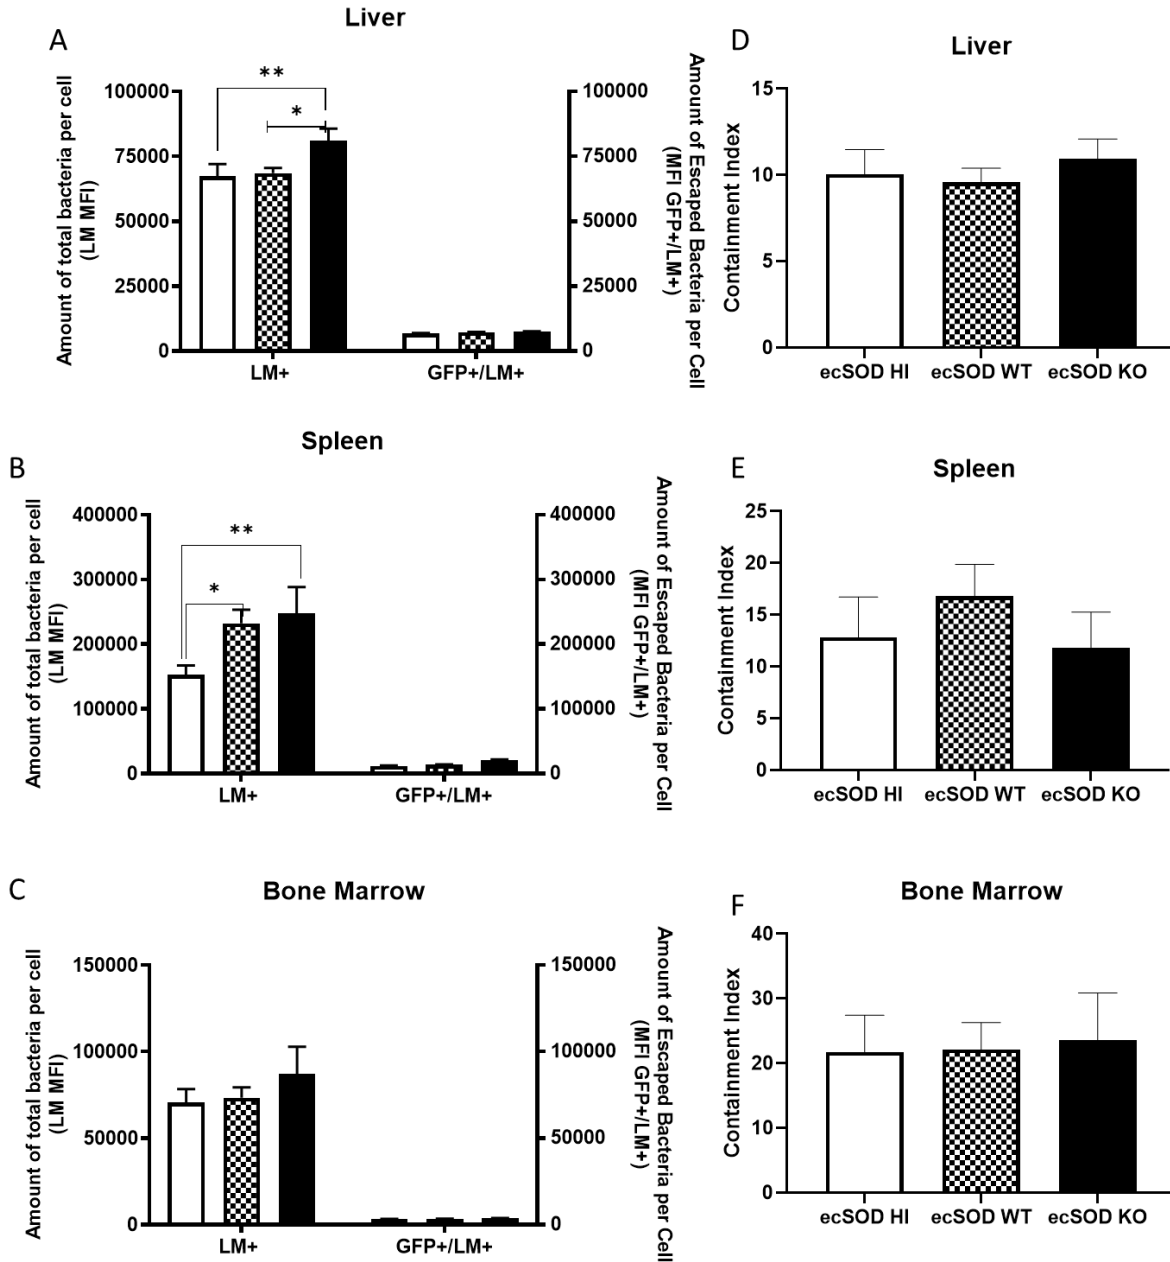 A
Liver
Amount of total bacteria per cell
(LM MFI)
100000
75000
50000
25000
0
**
*
LM+
GFP+/LM+
100000
75000
50000
25000
0
Amount of Escaped Bacteria per Cell
(MFI GFP+/LM+)
D
Liver
Containment Index
15
10
5
0
ecSOD HI
ecSOD WT
ecSOD KO
B
Spleen
Amount of total bacteria per cell
(LM MFI)
400000
300000
200000
100000
0
**
*
LM+
GFP+/LM+
400000
300000
200000
100000
0
Amount of Escaped Bacteria per Cell
(MFI GFP+/LM+)
E
Spleen
Containment Index
25
20
15
10
5
0
ecSOD HI
ecSOD WT
ecSOD KO
C
Bone Marrow
Amount of total bacteria per cell
(LM MFI)
150000
100000
50000
0
LM+
GFP+/LM+
150000
100000
50000
0
Amount of Escaped Bacteria per Cell
(MFI GFP+/LM+)
F
Bone Marrow
Containment Index
40
30
20
10
0
ecSOD HI
ecSOD WT
ecSOD KO